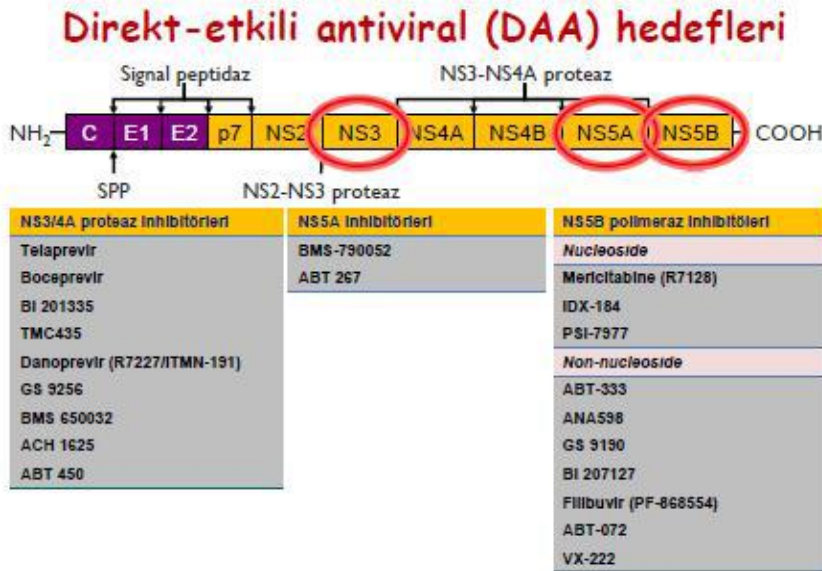 Direkt-etkili antiviral (DAA) hedefleri
Signal peptidaz
NS3-NS4A proteaz
NH2 C E1 E2 p7 NS2 NS3 NS4A NS4B NS5A NS5B COOH
SPP
NS2-NS3 proteaz
NS3/4A proteaz inhibitörleri
Telaprevir
Boceprevir
BI 201335
TMC435
Danoprevir (R7227/ITMN-191)
GS 9256
BMS 650032
ACH 1625
ABT 450
NS5A inhibitörleri
BMS-790052
ABT 267
NS5B polimeraz inhibitöleri
Nucleoside
Mericitabine (R7128)
IDX-184
PSI-7977
Non-nucleoside
ABT-333
ANA598
GS 9190
BI 207127
Filibuvir (PF-868554)
ABT-072
VX-222